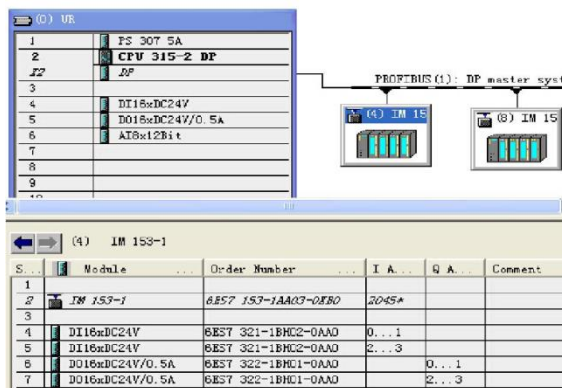 (0) UR
1 PS 307 5A
2 CPU 315-2 DP
X2 DP
3
4 DI16xDC24V
5 DO16xDC24V/0.5A
6 AI8x12Bit
7
8
9
PROFIBUS(1): DP master syst
(4) IM 15
(8) IM 15
(4) IM 153-1
S... Module ... Order Number ... I A... Q A... Comment
1
2 IM 153-1 6ES7 153-1AA03-0XB0 2045*
3
4 DI16xDC24V 6ES7 321-1BH02-0AA0 0...1
5 DI16xDC24V 6ES7 321-1BH02-0AA0 2...3
6 DO16xDC24V/0.5A 6ES7 322-1BH01-0AA0 0...1
7 DO16xDC24V/0.5A 6ES7 322-1BH01-0AA0 2...3